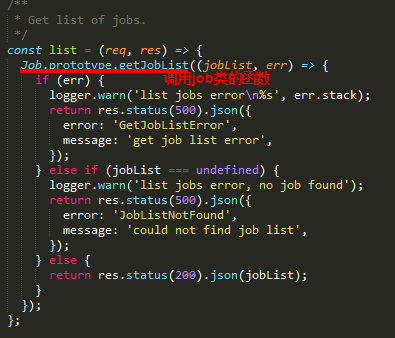 /**
 * Get list of jobs.
 */
const list = (req, res) => {
  Job.prototype.getJobList((jobList, err) => {
调用job类的函数
    if (err) {
      logger.warn('list jobs error\n%s', err.stack);
      return res.status(500).json({
        error: 'GetJobListError',
        message: 'get job list error',
      });
    } else if (jobList === undefined) {
      logger.warn('list jobs error, no job found');
      return res.status(500).json({
        error: 'JobListNotFound',
        message: 'could not find job list',
      });
    } else {
      return res.status(200).json(jobList);
    }
  });
};